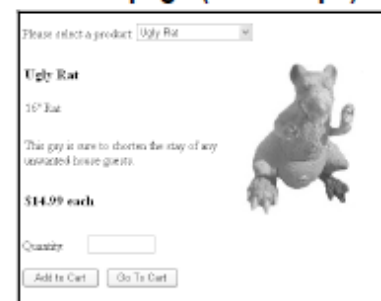 Please select a product: Ugly Rat
Ugly Rat
16" Rat
This guy is sure to shorten the stay of any
unwanted house guests.
$14.99 each
Quantity:
Add to Cart Go To Cart